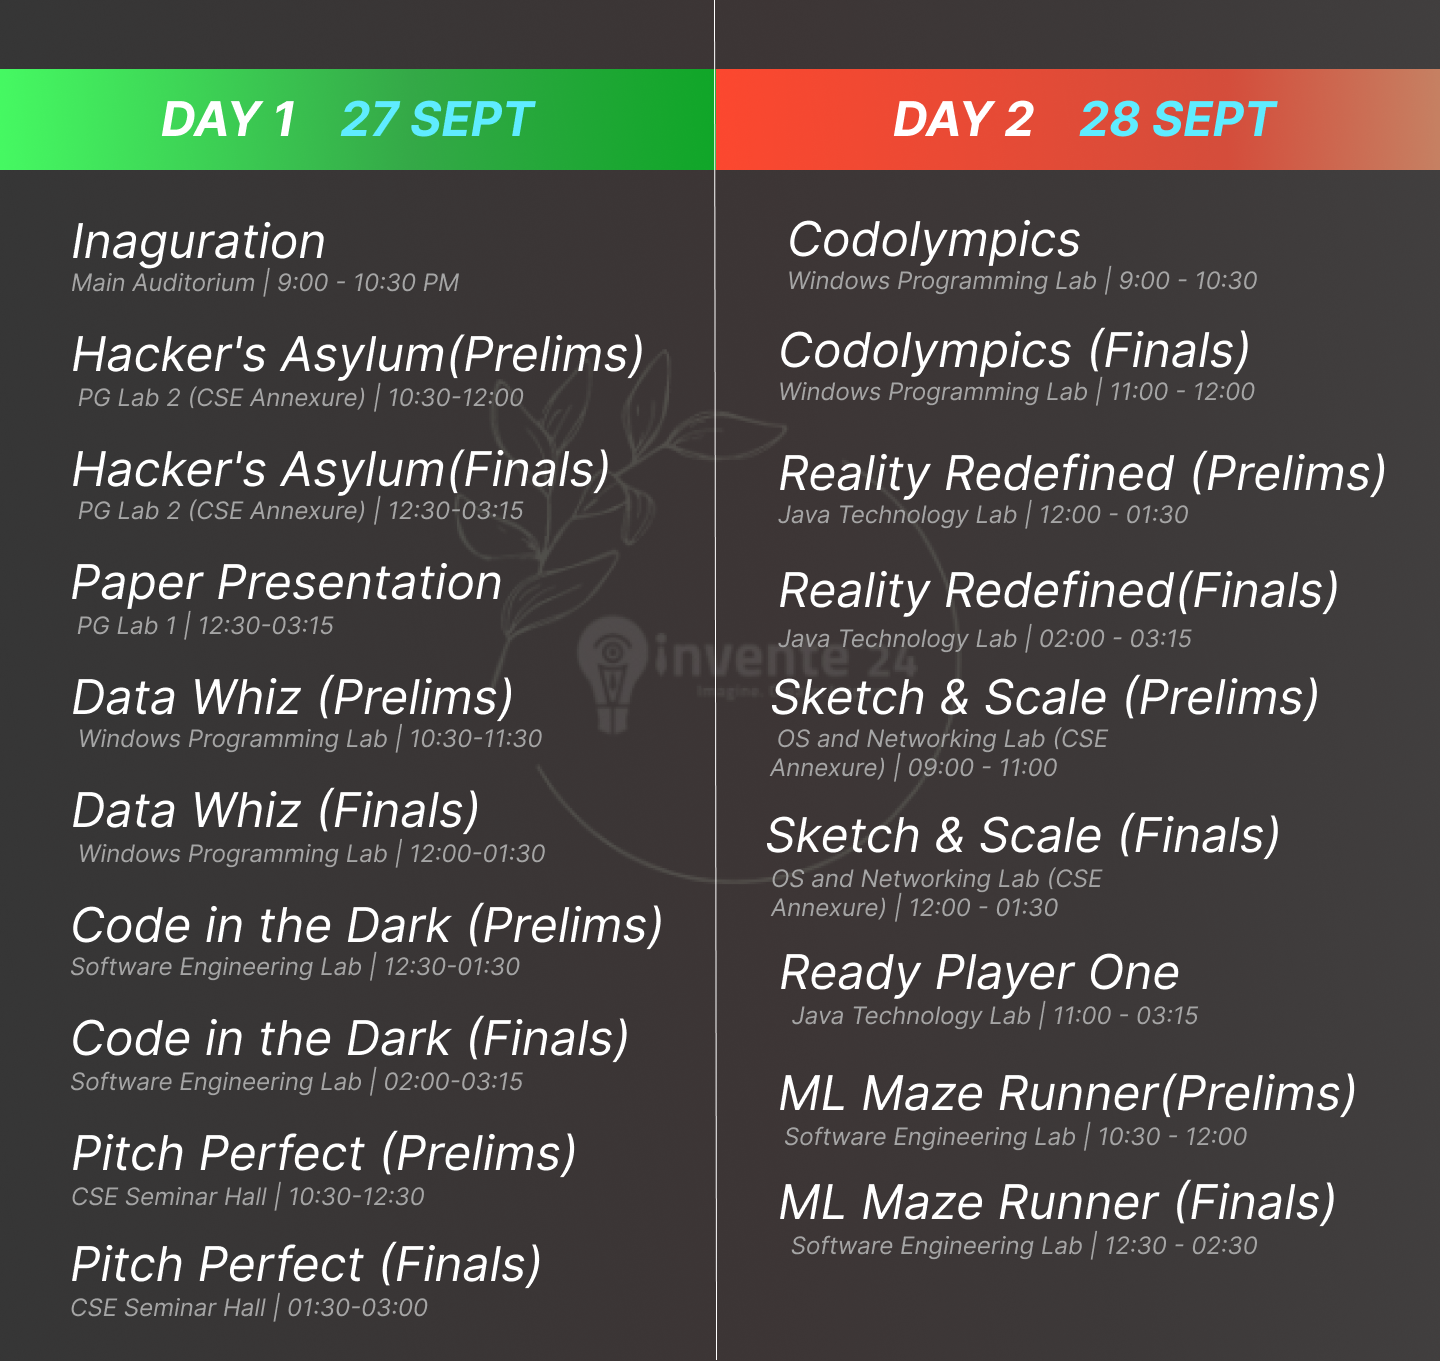 DAY 1 27 SEPT
Inaguration
Main Auditorium | 9:00 - 10:30 PM
Hacker's Asylum(Prelims)
PG Lab 2 (CSE Annexure) | 10:30-12:00
Hacker's Asylum(Finals)
PG Lab 2 (CSE Annexure) | 12:30-03:15
Paper Presentation
PG Lab 1 | 12:30-03:15
Data Whiz (Prelims)
Windows Programming Lab | 10:30-11:30
Data Whiz (Finals)
Windows Programming Lab | 12:00-01:30
Code in the Dark (Prelims)
Software Engineering Lab | 12:30-01:30
Code in the Dark (Finals)
Software Engineering Lab | 02:00-03:15
Pitch Perfect (Prelims)
CSE Seminar Hall | 10:30-12:30
Pitch Perfect (Finals)
CSE Seminar Hall | 01:30-03:00
DAY 2 28 SEPT
Codolympics
Windows Programming Lab | 9:00 - 10:30
Codolympics (Finals)
Windows Programming Lab | 11:00 - 12:00
Reality Redefined (Prelims)
Java Technology Lab | 12:00 - 01:30
Reality Redefined(Finals)
Java Technology Lab | 02:00 - 03:15
Sketch & Scale (Prelims)
OS and Networking Lab (CSE
Annexure) | 09:00 - 11:00
Sketch & Scale (Finals)
OS and Networking Lab (CSE
Annexure) | 12:00 - 01:30
Ready Player One
Java Technology Lab | 11:00 - 03:15
ML Maze Runner(Prelims)
Software Engineering Lab | 10:30 - 12:00
ML Maze Runner (Finals)
Software Engineering Lab | 12:30 - 02:30
invente 24
Imagine.